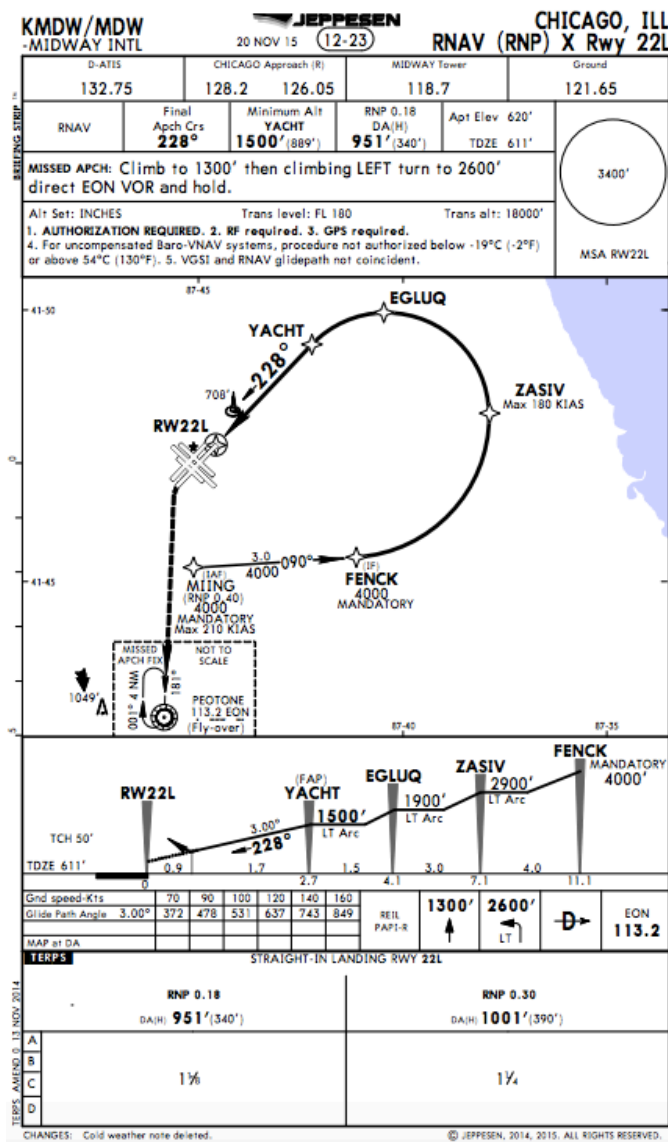 KMDW/MDW
-MIDWAY INTL
JEPPESEN
20 NOV 15
12-23
CHICAGO, ILL
RNAV (RNP) X Rwy 22L
D-ATIS
132.75
CHICAGO Approach (R)
128.2 126.05
MIDWAY Tower
118.7
Ground
121.65
BRIEFING STRIP ™
RNAV
Final
Apch Crs
228°
Minimum Alt
YACHT
1500'(889')
RNP 0.18
DA(H)
951'(340')
Apt Elev 620'
TDZE 611'
MISSED APCH: Climb to 1300' then climbing LEFT turn to 2600'
direct EON VOR and hold.
Alt Set: INCHES Trans level: FL 180 Trans alt: 18000'
1. AUTHORIZATION REQUIRED. 2. RF required. 3. GPS required.
4. For uncompensated Baro-VNAV systems, procedure not authorized below -19°C (-2°F)
or above 54°C (130°F). 5. VGSI and RNAV glidepath not coincident.
3400'
MSA RW22L
87-45
41-50
EGLUQ
YACHT
228°
708'
ZASIV
Max 180 KIAS
RW22L
0
3.0
4000
090°
41-45
(IAF)
MIING
(RNP 0.40)
4000
MANDATORY
Max 210 KIAS
(IF)
FENCK
4000
MANDATORY
MISSED
APCH FIX
NOT TO
SCALE
1049'
001° 4 NM
181°
PEOTONE
113.2 EON
(Fly-over)
5
87-40
87-35
FENCK
MANDATORY
4000'
ZASIV
2900'
LT Arc
EGLUQ
1900'
LT Arc
(FAP)
YACHT
1500'
LT Arc
RW22L
3.00°
228°
TCH 50'
TDZE 611'
0.9
1.7
1.5
3.0
4.0
0
2.7
4.1
7.1
11.1
Gnd speed-Kts 70 90 100 120 140 160
Glide Path Angle 3.00° 372 478 531 637 743 849
MAP at DA
REIL
PAPI-R
1300'
2600'
LT
D
EON
113.2
TERPS
STRAIGHT-IN LANDING RWY 22L
RNP 0.18
DA(H) 951'(340')
RNP 0.30
DA(H) 1001'(390')
A
B
C
D
1⅛
1¼
TERPS AMEND 0 13 NOV 2014
CHANGES: Cold weather note deleted.
© JEPPESEN, 2014, 2015. ALL RIGHTS RESERVED.